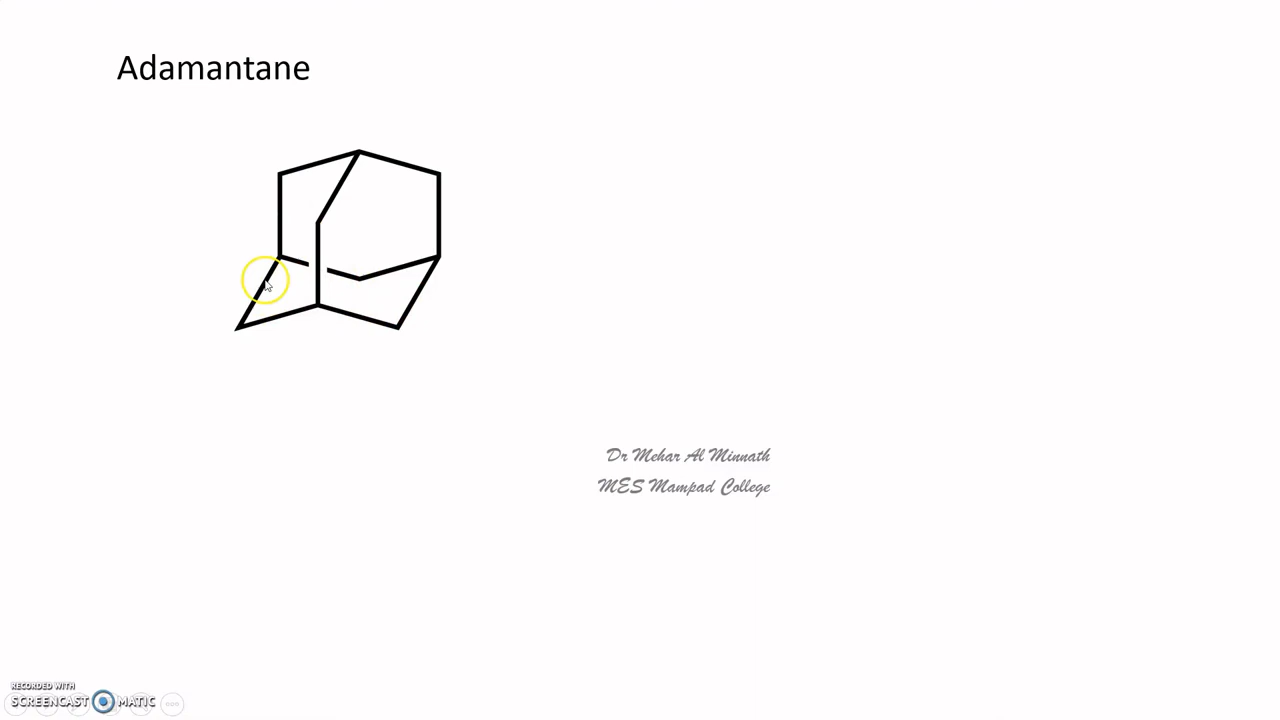 Adamantane
Dr Mehar Al Minnath
MES Mampad College
RECORDED WITH
SCREENCAST MATIC